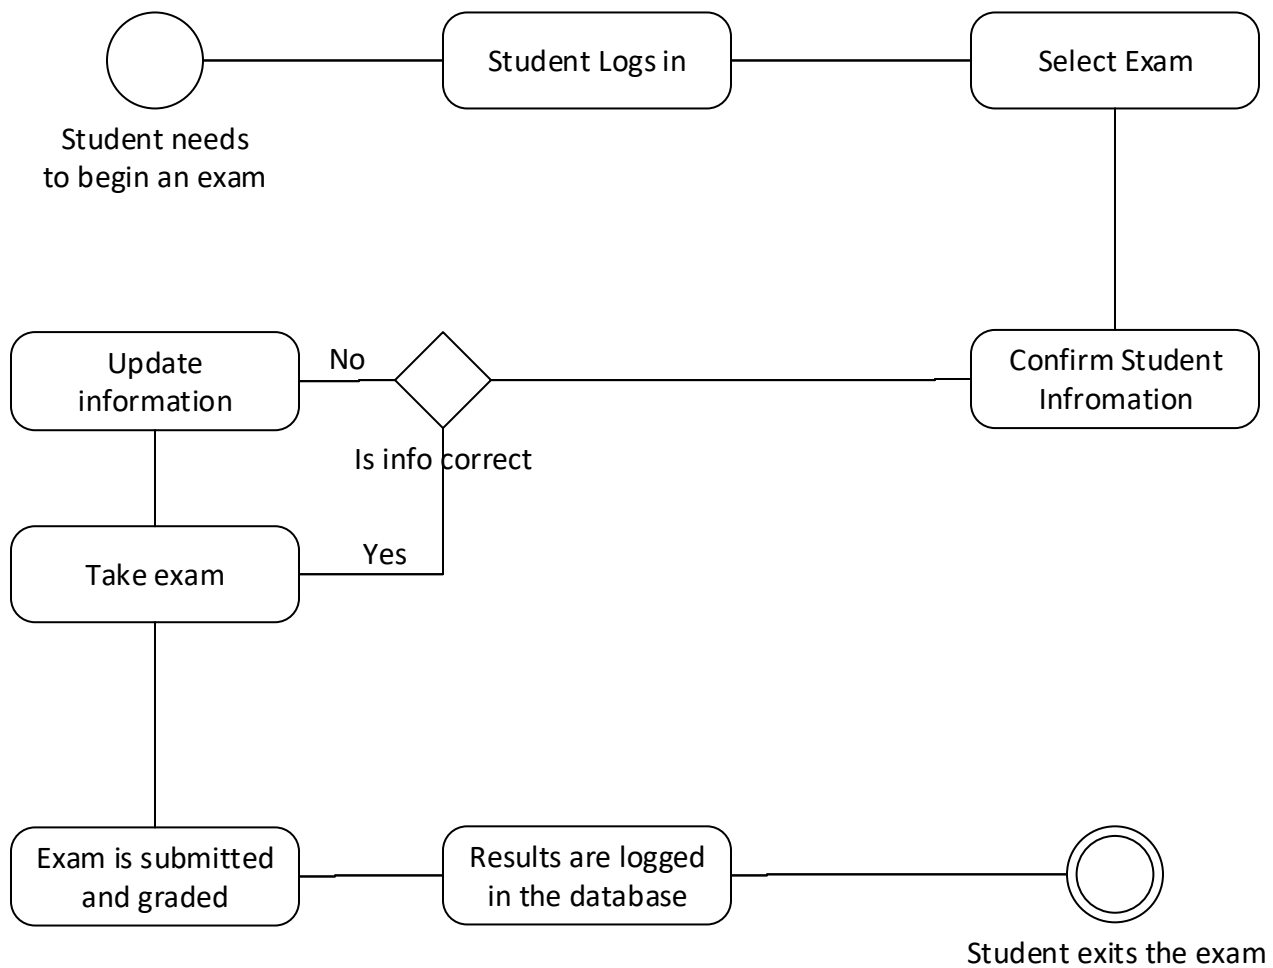 Student Logs in
Select Exam
Student needs
to begin an exam
Update
information
No
Confirm Student
Infromation
Is info correct
Yes
Take exam
Exam is submitted
and graded
Results are logged
in the database
Student exits the exam